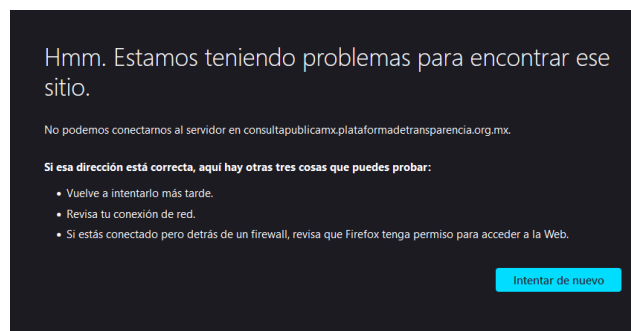 Hmm. Estamos teniendo problemas para encontrar ese
sitio.
No podemos conectarnos al servidor en consultapublicamx.plataformadetransparencia.org.mx.
Si esa dirección está correcta, aquí hay otras tres cosas que puedes probar:
• Vuelve a intentarlo más tarde.
• Revisa tu conexión de red.
• Si estás conectado pero detrás de un firewall, revisa que Firefox tenga permiso para acceder a la Web.
Intentar de nuevo